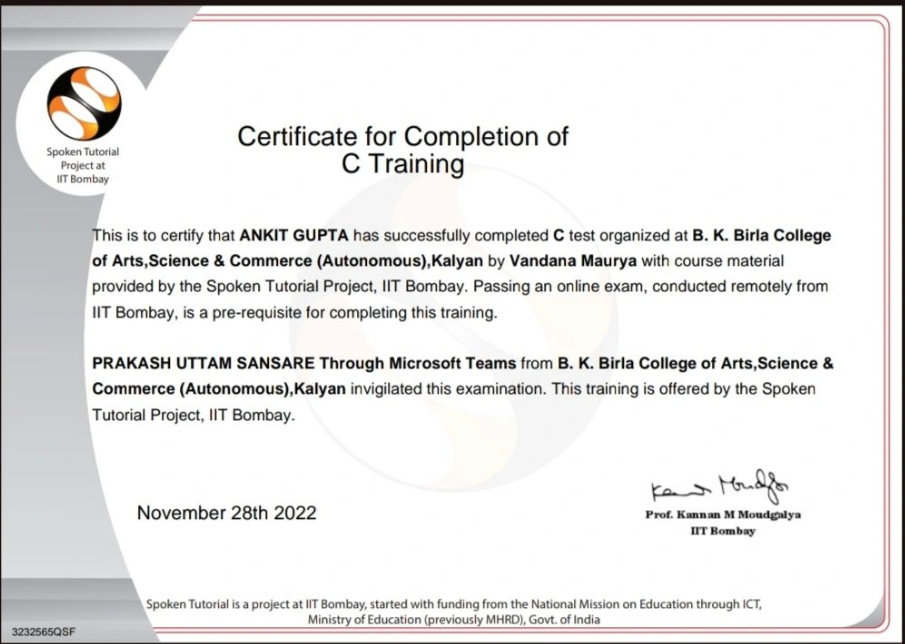 Spoken Tutorial
Project at
IIT Bombay
Certificate for Completion of
C Training
This is to certify that ANKIT GUPTA has successfully completed C test organized at B. K. Birla College
of Arts,Science & Commerce (Autonomous),Kalyan by Vandana Maurya with course material
provided by the Spoken Tutorial Project, IIT Bombay. Passing an online exam, conducted remotely from
IIT Bombay, is a pre-requisite for completing this training.
PRAKASH UTTAM SANSARE Through Microsoft Teams from B. K. Birla College of Arts,Science &
Commerce (Autonomous),Kalyan invigilated this examination. This training is offered by the Spoken
Tutorial Project, IIT Bombay.
November 28th 2022
Prof. Kannan M Moudgalya
IIT Bombay
Spoken Tutorial is a project at IIT Bombay, started with funding from the National Mission on Education through ICT,
Ministry of Education (previously MHRD), Govt. of India
3232565QSF